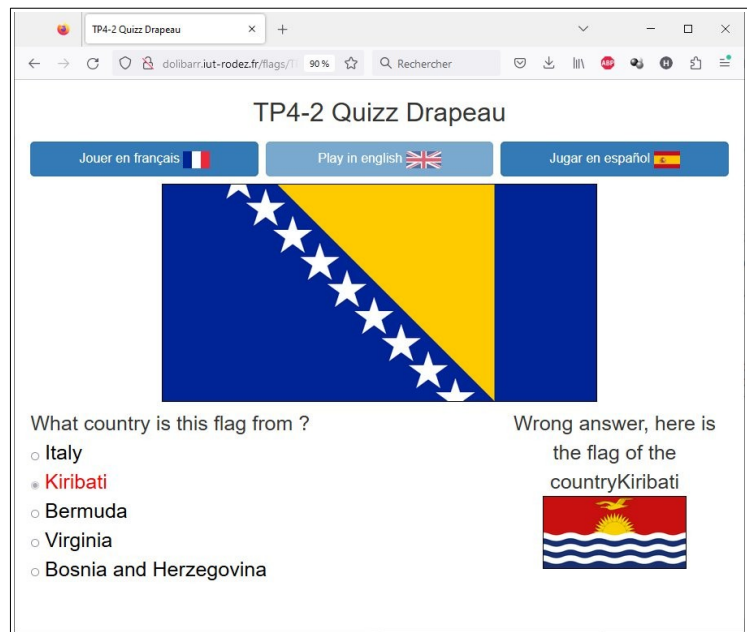 TP4-2 Quizz Drapeau
dolibarr.iut-rodez.fr/flags/
90 %
Rechercher
ABP
TP4-2 Quizz Drapeau
Jouer en français
Play in english
Jugar en español
What country is this flag from ?
Italy
Kiribati
Bermuda
Virginia
Bosnia and Herzegovina
Wrong answer, here is
the flag of the
countryKiribati